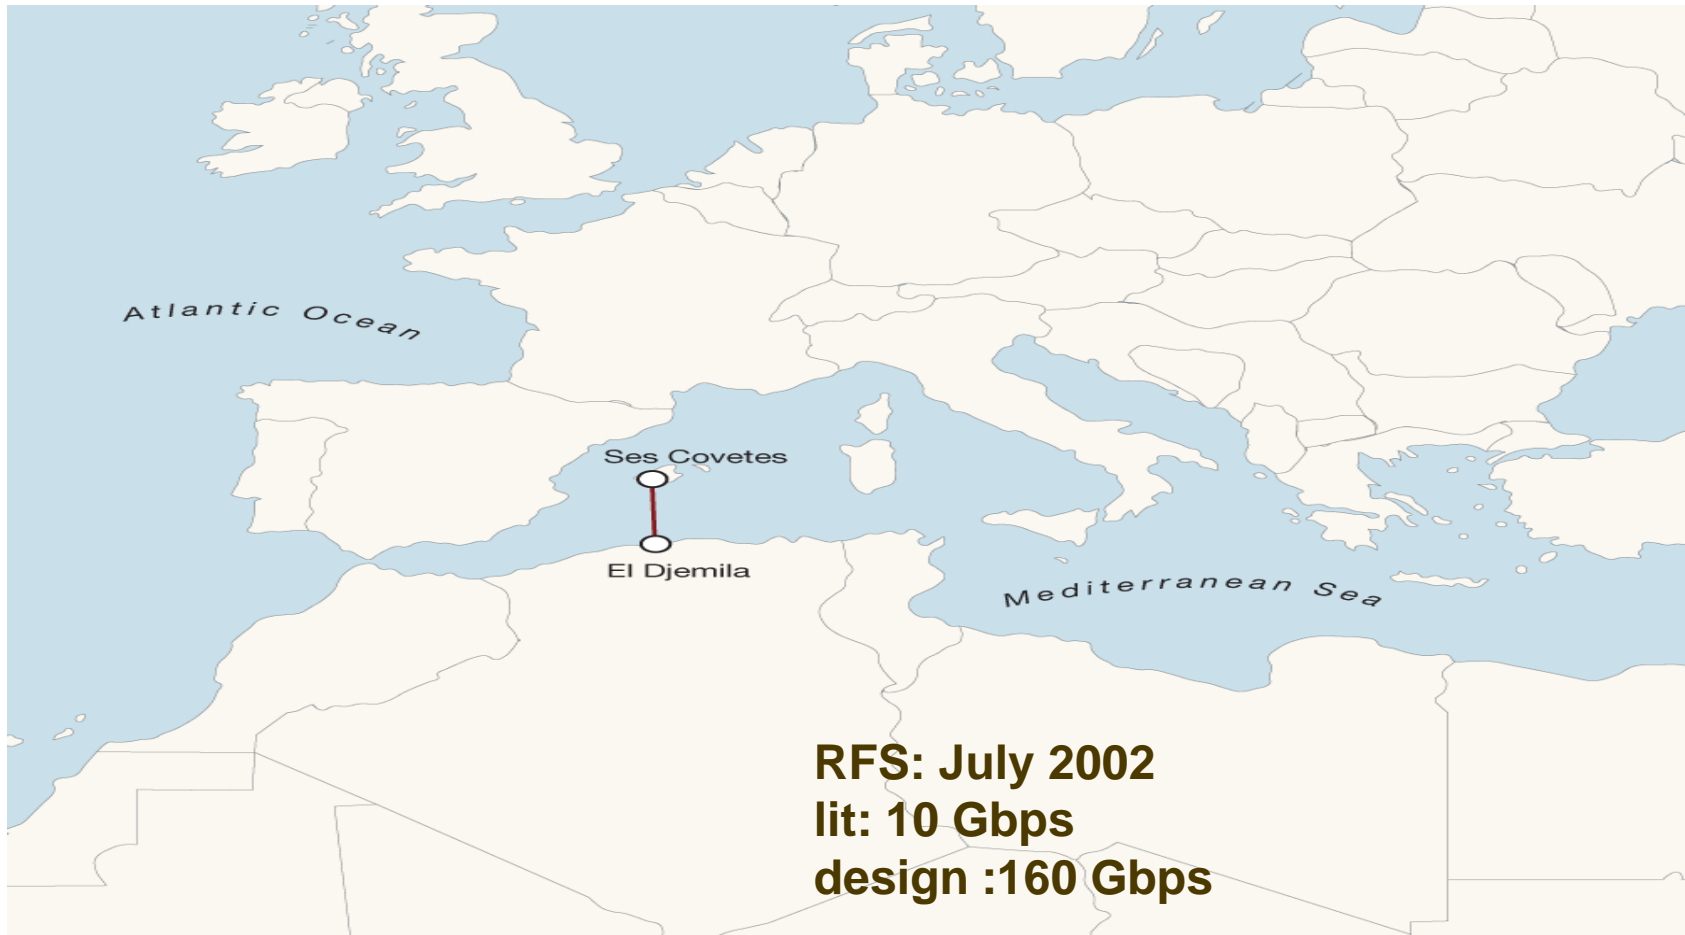 Atlantic Ocean
Ses Covetes
El Djemila
Mediterranean Sea
RFS: July 2002
lit: 10 Gbps
design :160 Gbps